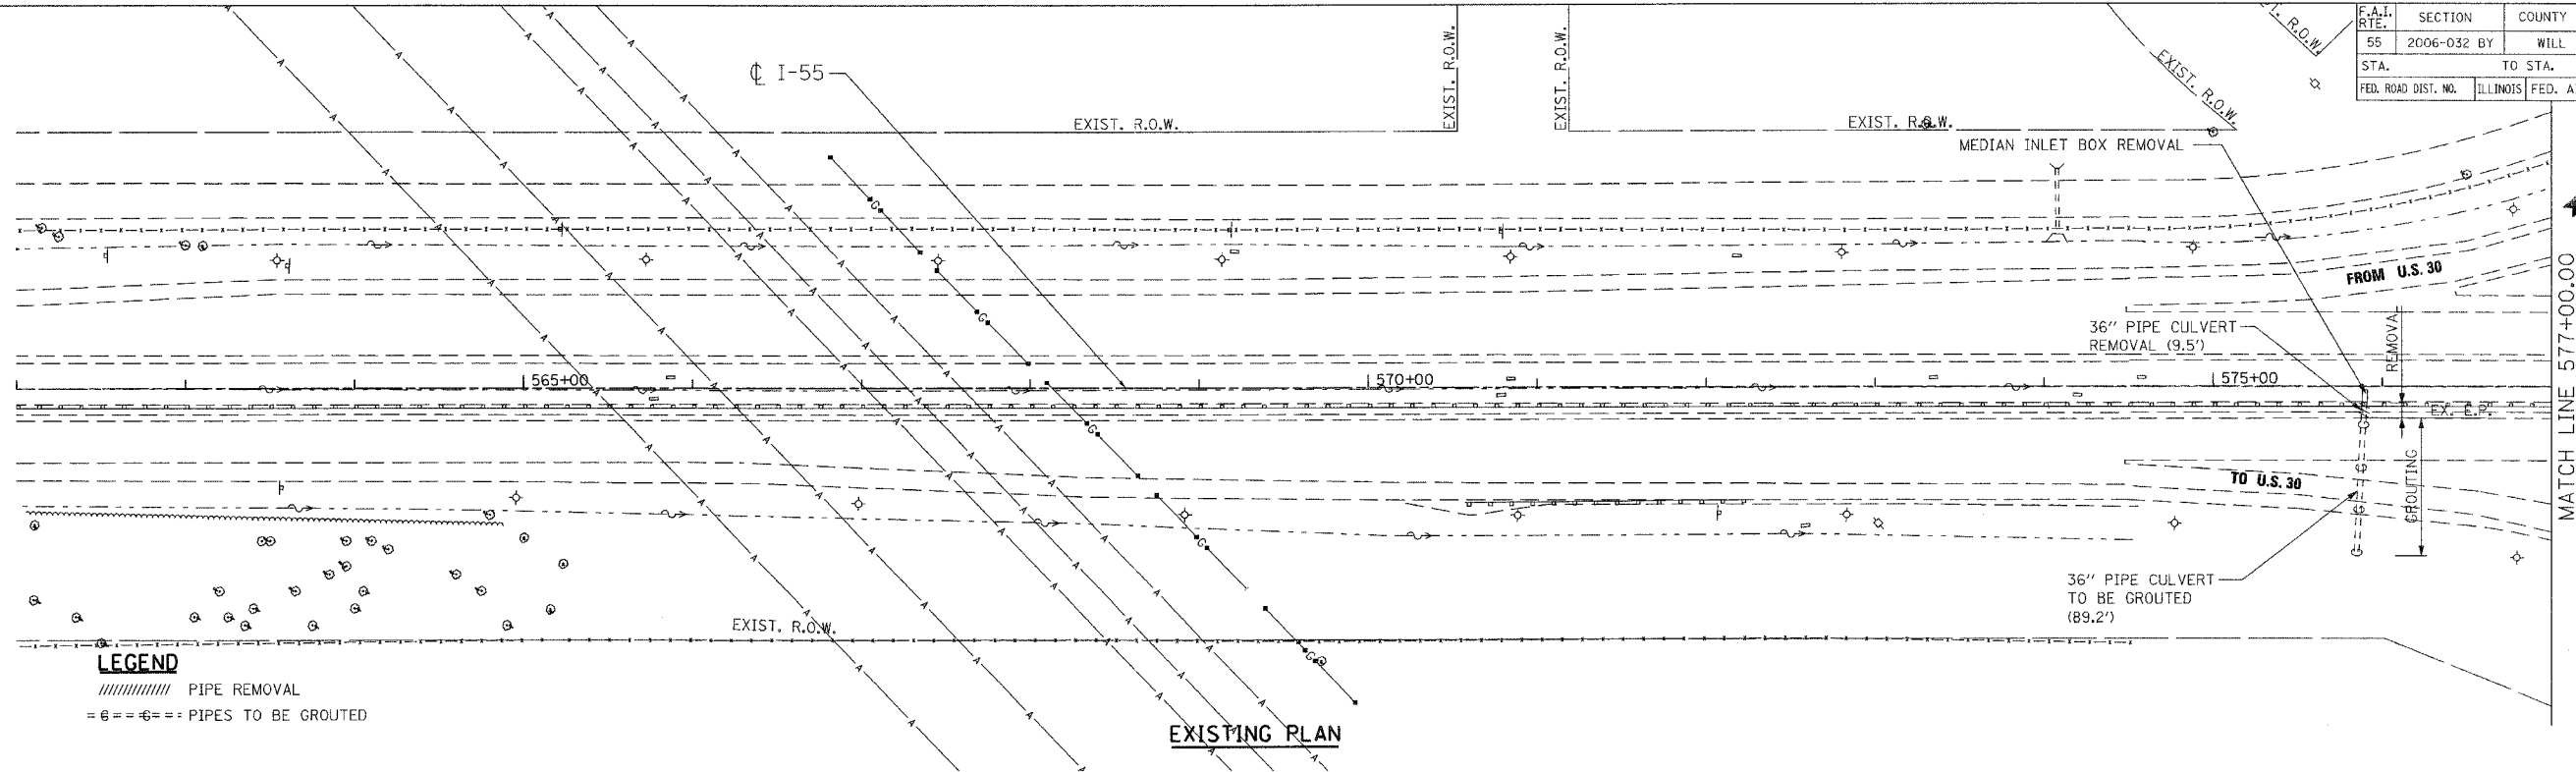 F.A.I. RTE. SECTION COUNTY
55 2006-032 BY WILL
STA. TO STA.
FED. ROAD DIST. NO. ILLINOIS FED. A
R.O.W.
EXIST. R.O.W.
EXIST. R.O.W.
EXIST. R.O.W.
℄ I-55
EXIST. R.O.W.
EXIST. R.O.W.
MEDIAN INLET BOX REMOVAL
FROM U.S. 30
36" PIPE CULVERT
REMOVAL (9.5')
REMOVAL
565+00
570+00
575+00
EX. E.P.
MATCH LINE 577+00.00
TO U.S. 30
GROUTING
36" PIPE CULVERT
TO BE GROUTED
(89.2')
EXIST. R.O.W.
LEGEND
PIPE REMOVAL
PIPES TO BE GROUTED
EXISTING PLAN